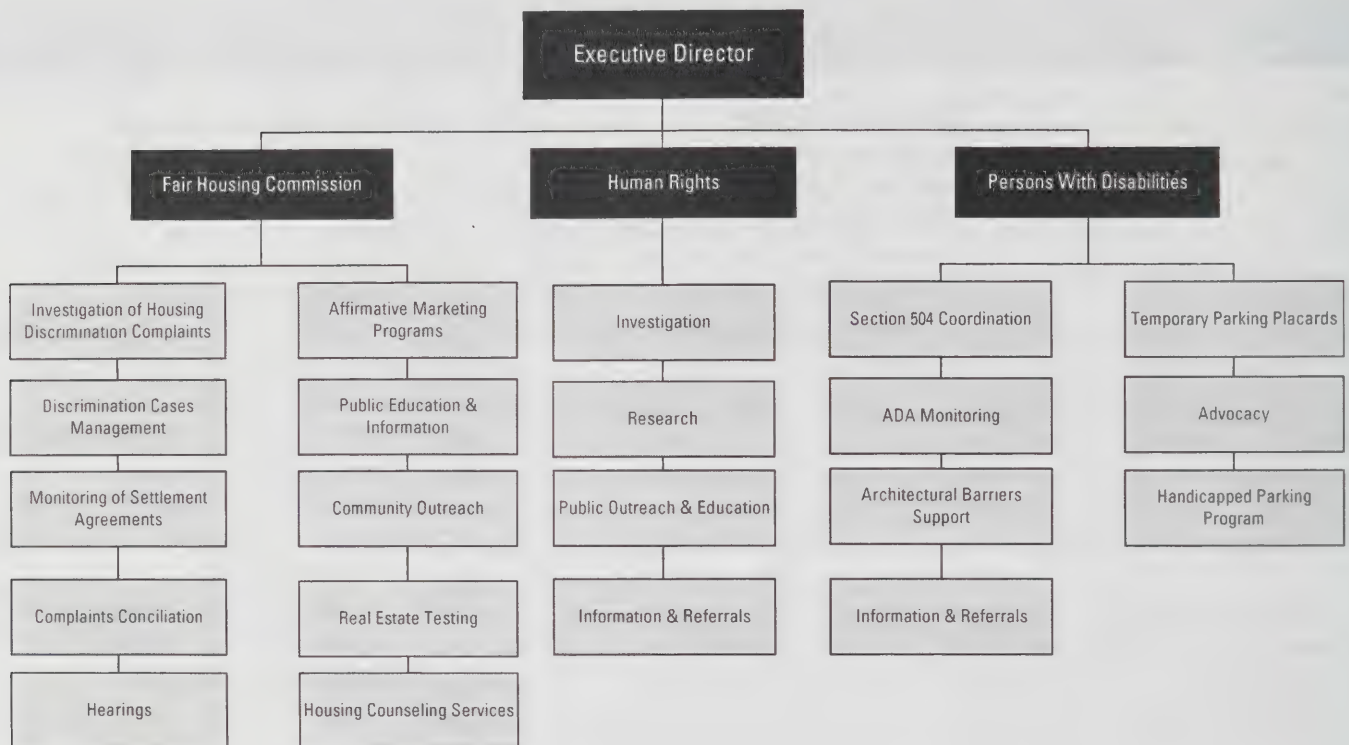 Executive Director
Fair Housing Commission
Human Rights
Persons With Disabilities
Investigation of Housing
Discrimination Complaints
Discrimination Cases
Management
Monitoring of Settlement
Agreements
Complaints Conciliation
Hearings
Affirmative Marketing
Programs
Public Education &
Information
Community Outreach
Real Estate Testing
Housing Counseling Services
Investigation
Research
Public Outreach & Education
Information & Referrals
Section 504 Coordination
ADA Monitoring
Architectural Barriers
Support
Information & Referrals
Temporary Parking Placards
Advocacy
Handicapped Parking
Program